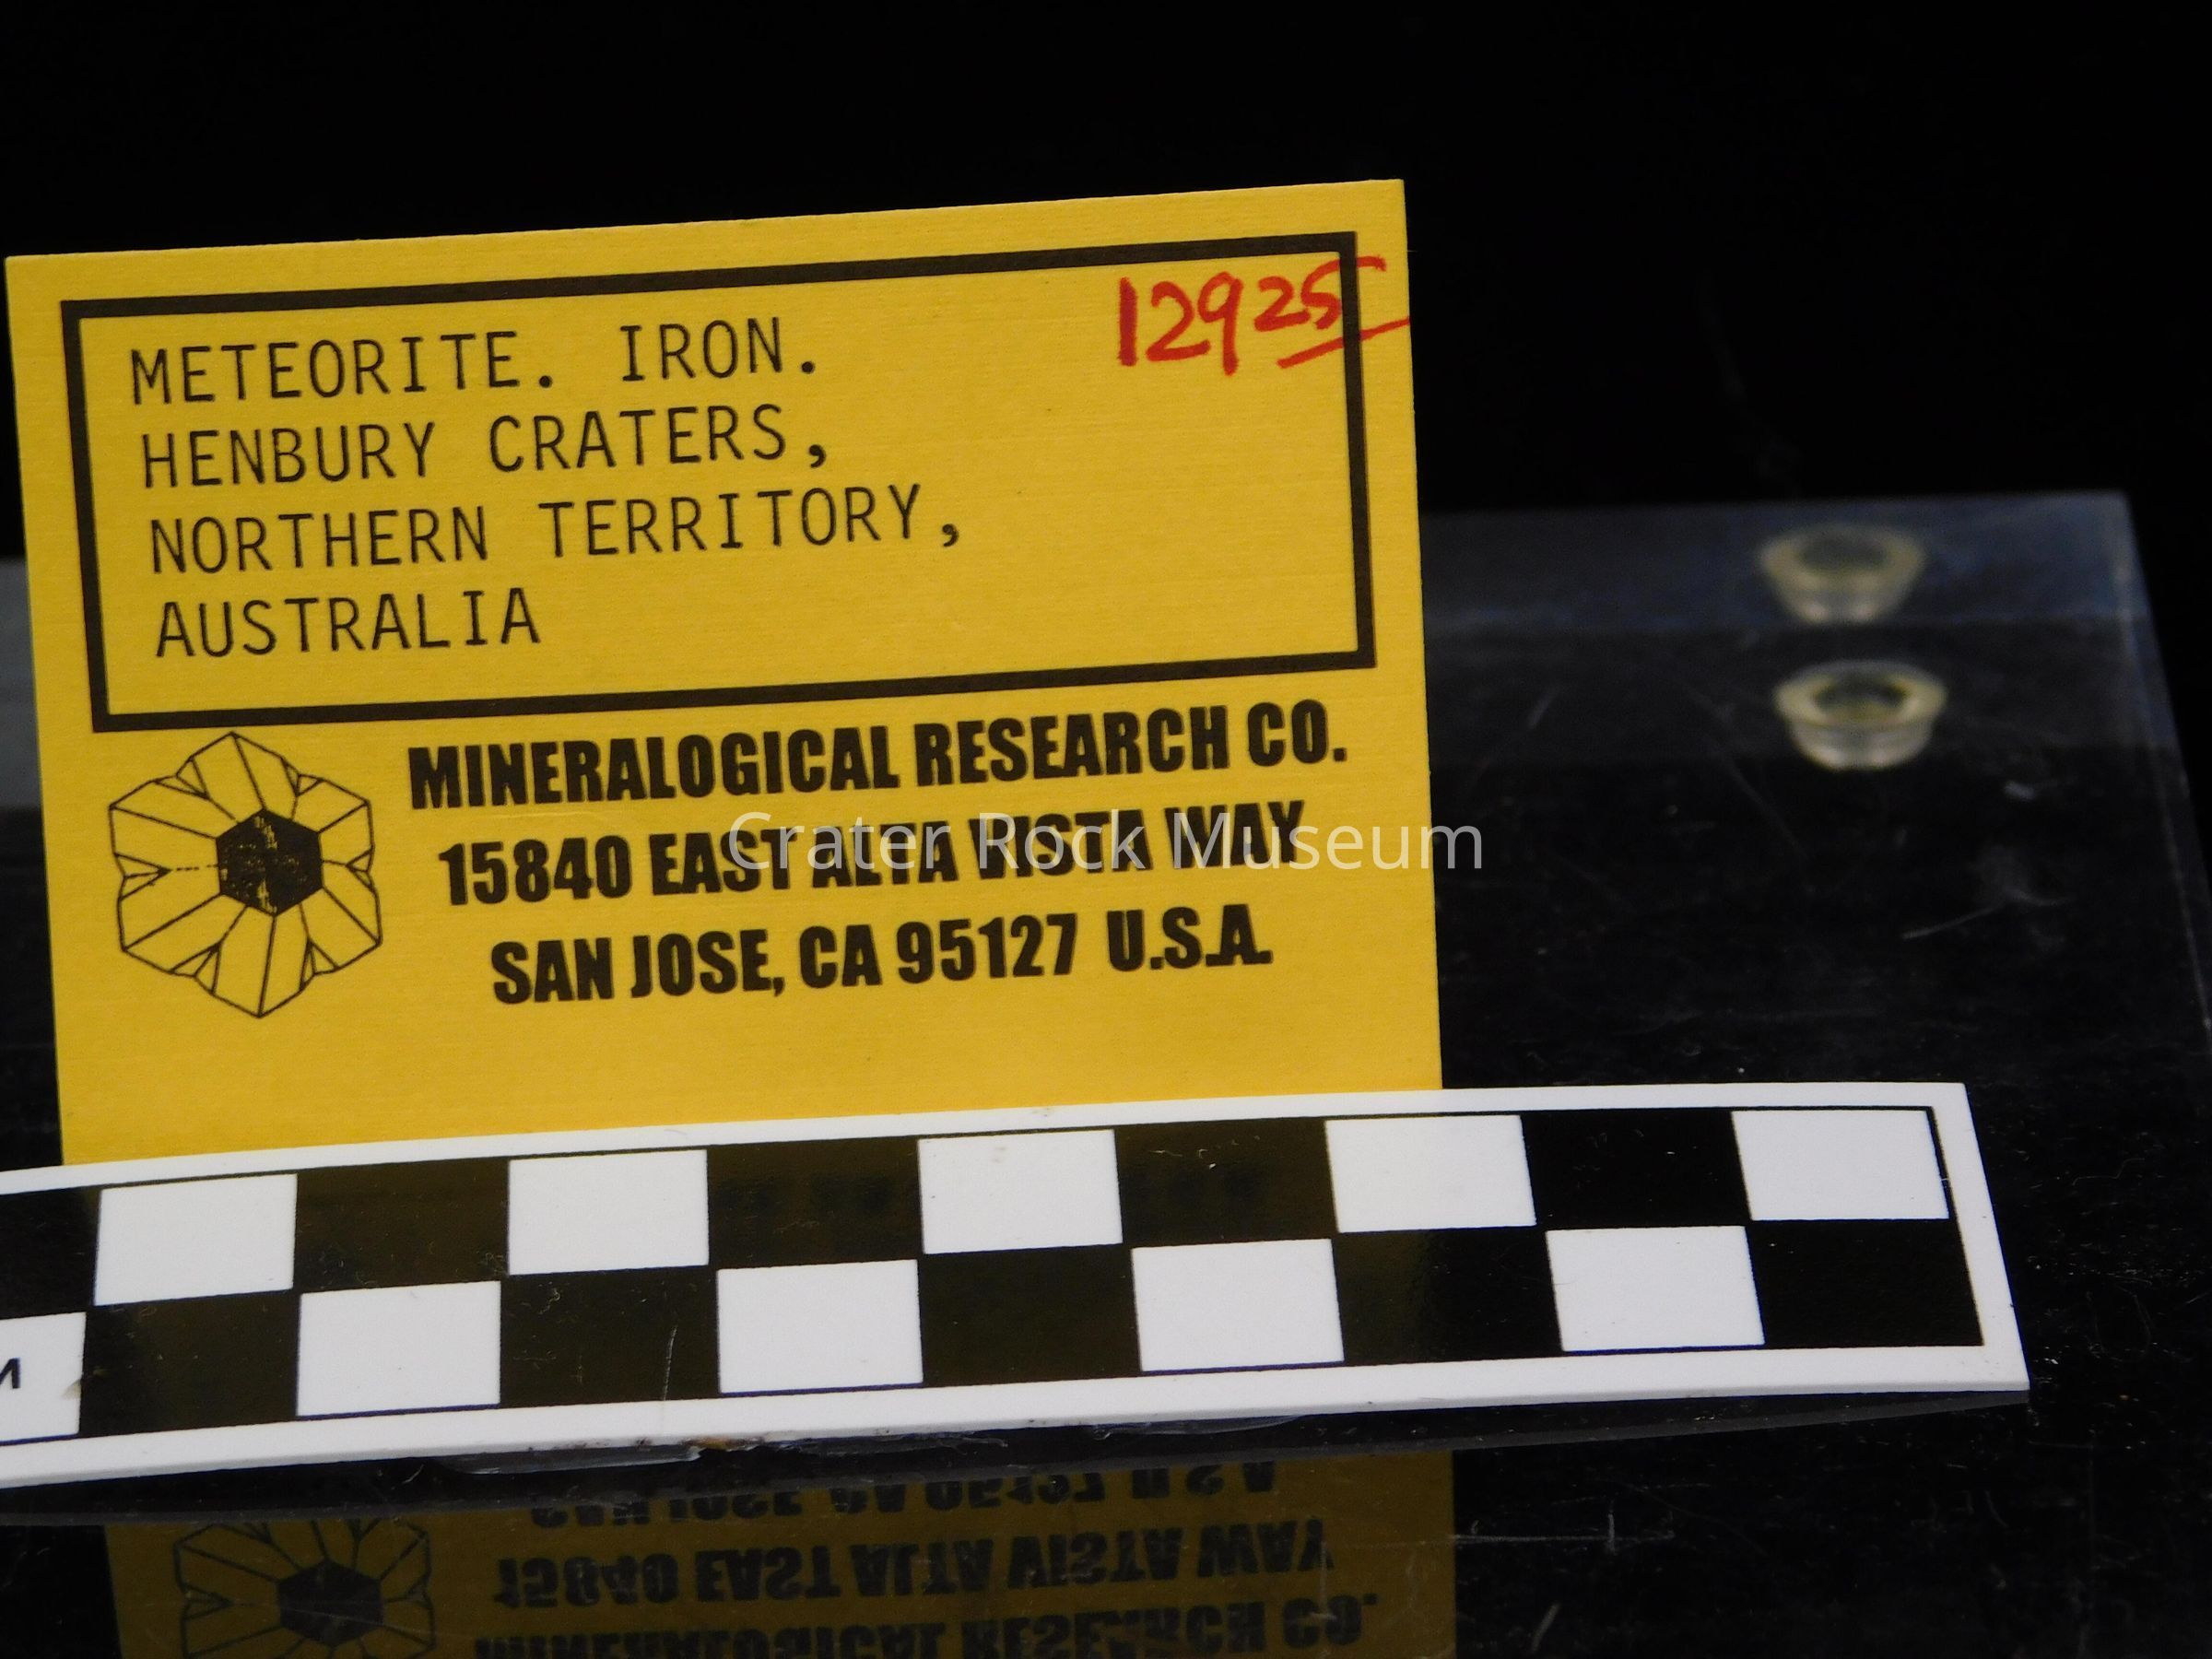 12925
METEORITE. IRON.
HENBURY CRATERS,
NORTHERN TERRITORY,
AUSTRALIA
MINERALOGICAL RESEARCH CO.
15840 EAST ALTA VISTA WAY
SAN JOSE, CA 95127 U.S.A.
Crater Rock Museum